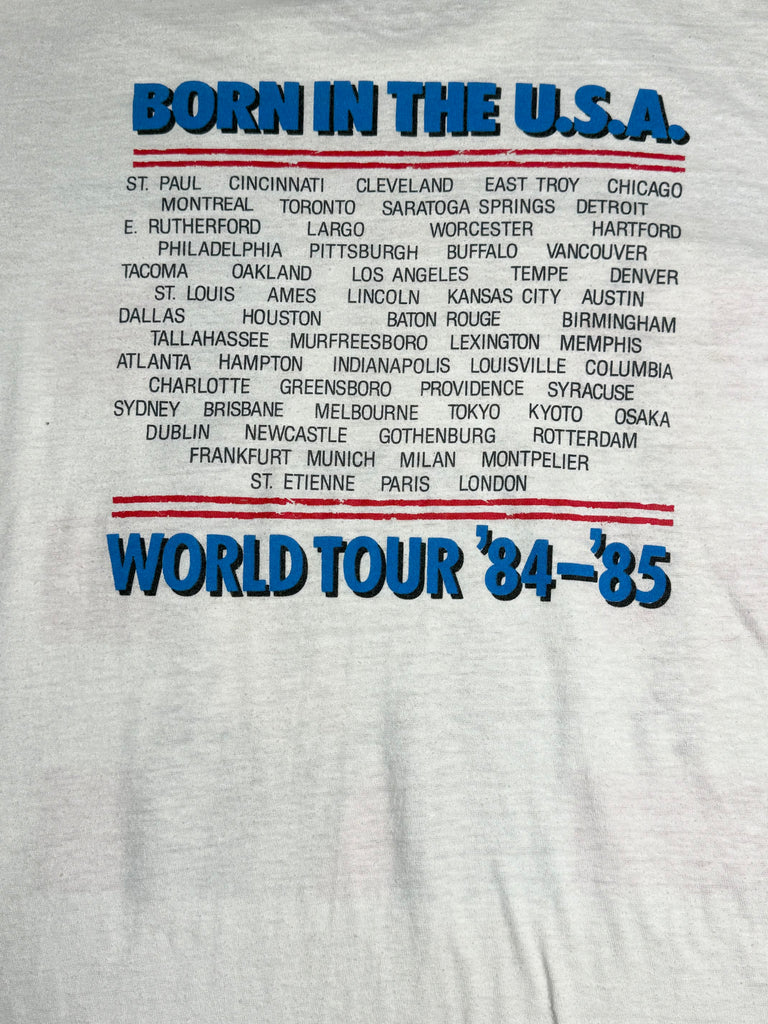 BORN IN THE U.S.A.
ST. PAUL CINCINNATI CLEVELAND EAST TROY CHICAGO
MONTREAL TORONTO SARATOGA SPRINGS DETROIT
E. RUTHERFORD LARGO WORCESTER HARTFORD
PHILADELPHIA PITTSBURGH BUFFALO VANCOUVER
TACOMA OAKLAND LOS ANGELES TEMPE DENVER
ST. LOUIS AMES LINCOLN KANSAS CITY AUSTIN
DALLAS HOUSTON BATON ROUGE BIRMINGHAM
TALLAHASSEE MURFREESBORO LEXINGTON MEMPHIS
ATLANTA HAMPTON INDIANAPOLIS LOUISVILLE COLUMBIA
CHARLOTTE GREENSBORO PROVIDENCE SYRACUSE
SYDNEY BRISBANE MELBOURNE TOKYO KYOTO OSAKA
DUBLIN NEWCASTLE GOTHENBURG ROTTERDAM
FRANKFURT MUNICH MILAN MONTPELIER
ST. ETIENNE PARIS LONDON
WORLD TOUR '84–'85